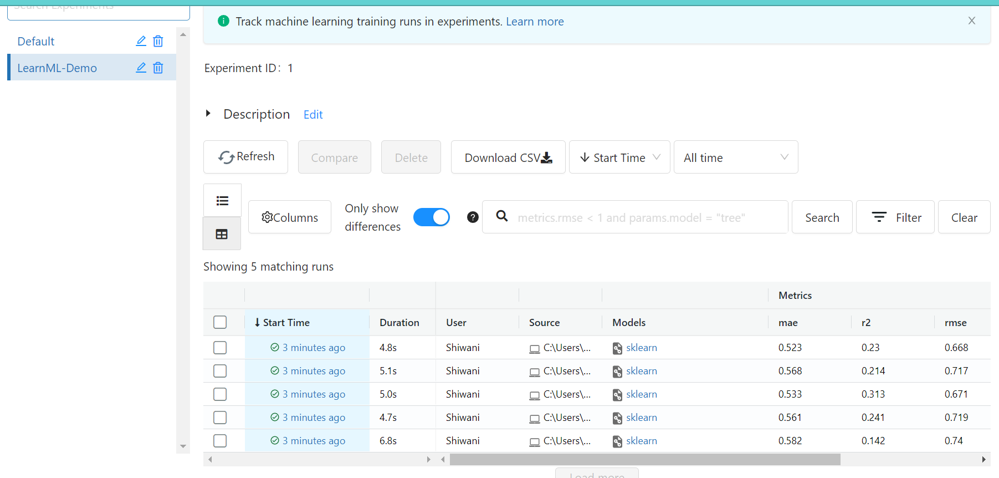 Search Experiments
Track machine learning training runs in experiments. Learn more
Default
LearnML-Demo
Experiment ID: 1
Description Edit
Refresh Compare Delete Download CSV Start Time All time
Columns Only show differences metrics.rmse < 1 and params.model = "tree" Search Filter Clear
Showing 5 matching runs
Metrics
Start Time Duration User Source Models mae r2 rmse
3 minutes ago 4.8s Shiwani C:\Users\... sklearn 0.523 0.23 0.668
3 minutes ago 5.1s Shiwani C:\Users\... sklearn 0.568 0.214 0.717
3 minutes ago 5.0s Shiwani C:\Users\... sklearn 0.533 0.313 0.671
3 minutes ago 4.7s Shiwani C:\Users\... sklearn 0.561 0.241 0.719
3 minutes ago 6.8s Shiwani C:\Users\... sklearn 0.582 0.142 0.74
Load more